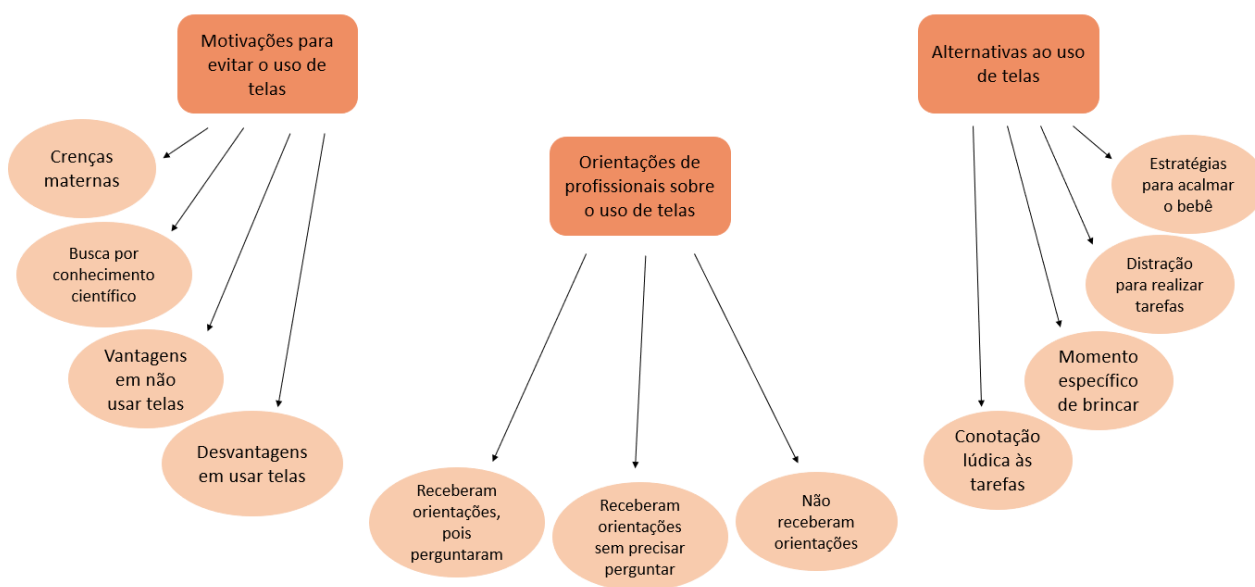 Motivações para
evitar o uso de
telas
Crenças
maternas
Busca por
conhecimento
científico
Vantagens
em não
usar telas
Desvantagens
em usar telas
Orientações de
profissionais sobre
o uso de telas
Receberam
orientações,
pois
perguntaram
Receberam
orientações
sem precisar
perguntar
Não
receberam
orientações
Alternativas ao uso
de telas
Estratégias
para acalmar
o bebê
Distração
para realizar
tarefas
Momento
específico
de brincar
Conotação
lúdica às
tarefas